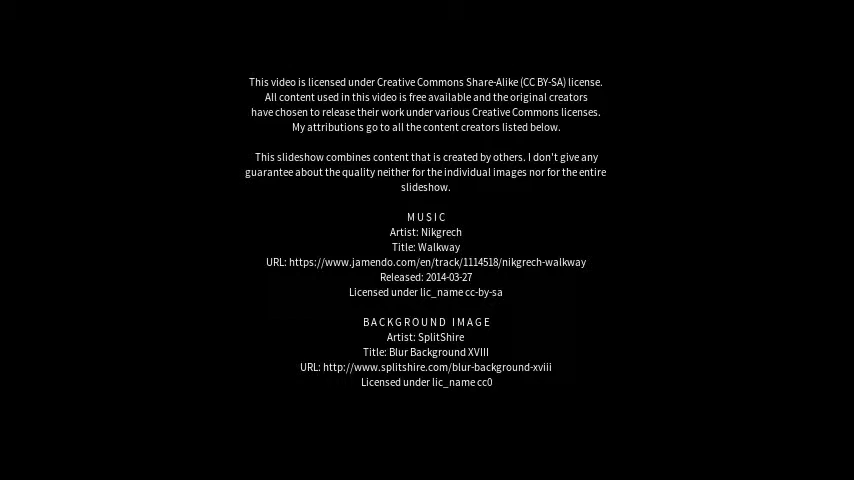 This video is licensed under Creative Commons Share-Alike (CC BY-SA) license.
All content used in this video is free available and the original creators
have chosen to release their work under various Creative Commons licenses.
My attributions go to all the content creators listed below.
This slideshow combines content that is created by others. I don't give any
guarantee about the quality neither for the individual images nor for the entire
slideshow.
MUSIC
Artist: Nikgrech
Title: Walkway
URL: https://www.jamendo.com/en/track/1114518/nikgrech-walkway
Released: 2014-03-27
Licensed under lic_name cc-by-sa
BACKGROUND IMAGE
Artist: SplitShire
Title: Blur Background XVIII
URL: http://www.splitshire.com/blur-background-xviii
Licensed under lic_name cc0